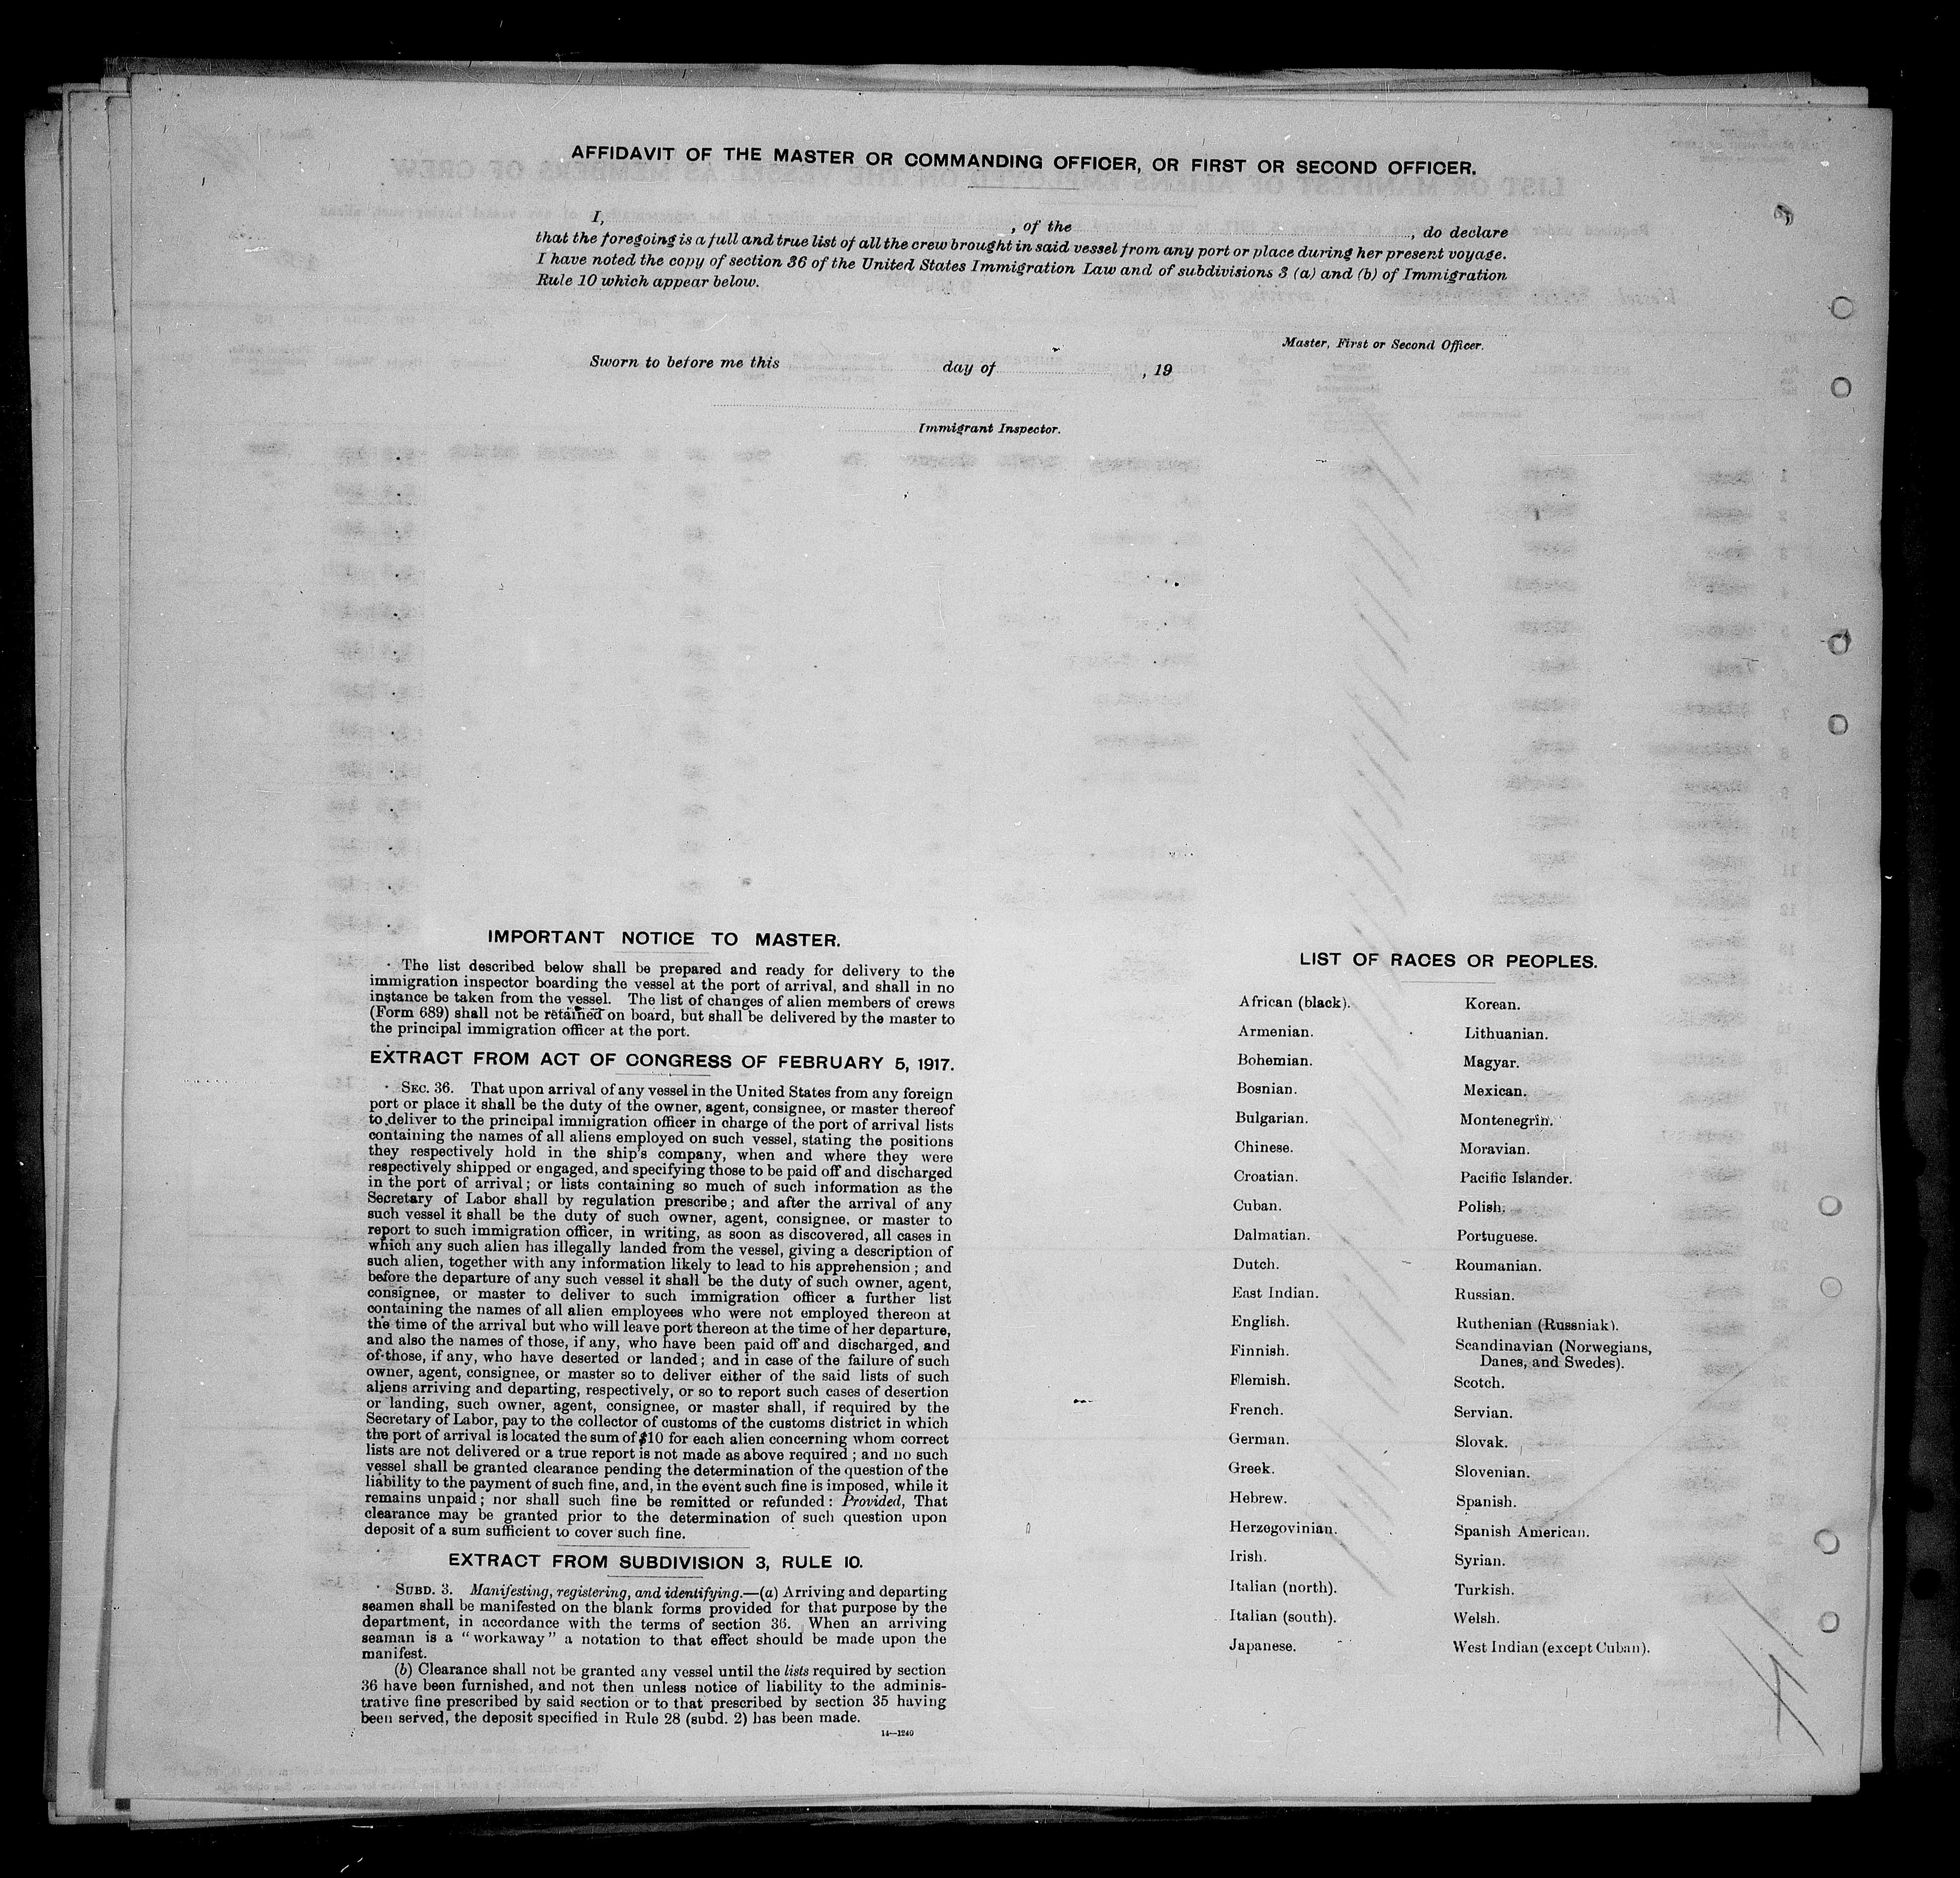 AFFIDAVIT OF THE MASTER OR COMMANDING OFFICER, OR FIRST OR SECOND OFFICER.
I, , of the , do declare
that the foregoing is a full and true list of all the crew brought in said vessel from any port or place during her present voyage.
I have noted the copy of section 36 of the United States Immigration Law and of subdivisions 3 (a) and (b) of Immigration
Rule 10 which appear below.
Master, First or Second Officer.
Sworn to before me this day of , 19
Immigrant Inspector.
IMPORTANT NOTICE TO MASTER.
The list described below shall be prepared and ready for delivery to the
immigration inspector boarding the vessel at the port of arrival, and shall in no
instance be taken from the vessel. The list of changes of alien members of crews
(Form 689) shall not be retained on board, but shall be delivered by the master to
the principal immigration officer at the port.
EXTRACT FROM ACT OF CONGRESS OF FEBRUARY 5, 1917.
SEC. 36. That upon arrival of any vessel in the United States from any foreign
port or place it shall be the duty of the owner, agent, consignee, or master thereof
to deliver to the principal immigration officer in charge of the port of arrival lists
containing the names of all aliens employed on such vessel, stating the positions
they respectively hold in the ship's company, when and where they were
respectively shipped or engaged, and specifying those to be paid off and discharged
in the port of arrival; or lists containing so much of such information as the
Secretary of Labor shall by regulation prescribe; and after the arrival of any
such vessel it shall be the duty of such owner, agent, consignee, or master to
report to such immigration officer, in writing, as soon as discovered, all cases in
which any such alien has illegally landed from the vessel, giving a description of
such alien, together with any information likely to lead to his apprehension; and
before the departure of any such vessel it shall be the duty of such owner, agent,
consignee, or master to deliver to such immigration officer a further list
containing the names of all alien employees who were not employed thereon at
the time of the arrival but who will leave port thereon at the time of her departure,
and also the names of those, if any, who have been paid off and discharged, and
of those, if any, who have deserted or landed; and in case of the failure of such
owner, agent, consignee, or master so to deliver either of the said lists of such
aliens arriving and departing, respectively, or so to report such cases of desertion
or landing, such owner, agent, consignee, or master shall, if required by the
Secretary of Labor, pay to the collector of customs of the customs district in which
the port of arrival is located the sum of $10 for each alien concerning whom correct
lists are not delivered or a true report is not made as above required; and no such
vessel shall be granted clearance pending the determination of the question of the
liability to the payment of such fine, and, in the event such fine is imposed, while it
remains unpaid; nor shall such fine be remitted or refunded: Provided, That
clearance may be granted prior to the determination of such question upon
deposit of a sum sufficient to cover such fine.
EXTRACT FROM SUBDIVISION 3, RULE 10.
SUBD. 3. Manifesting, registering, and identifying.—(a) Arriving and departing
seamen shall be manifested on the blank forms provided for that purpose by the
department, in accordance with the terms of section 36. When an arriving
seaman is a "workaway" a notation to that effect should be made upon the
manifest.
(b) Clearance shall not be granted any vessel until the lists required by section
36 have been furnished, and not then unless notice of liability to the adminis-
trative fine prescribed by said section or to that prescribed by section 35 having
been served, the deposit specified in Rule 28 (subd. 2) has been made.
14—1240
LIST OF RACES OR PEOPLES.
African (black).
Armenian.
Bohemian.
Bosnian.
Bulgarian.
Chinese.
Croatian.
Cuban.
Dalmatian.
Dutch.
East Indian.
English.
Finnish.
Flemish.
French.
German.
Greek.
Hebrew.
Herzegovinian.
Irish.
Italian (north).
Italian (south).
Japanese.
Korean.
Lithuanian.
Magyar.
Mexican.
Montenegrin.
Moravian.
Pacific Islander.
Polish.
Portuguese.
Roumanian.
Russian.
Ruthenian (Russniak).
Scandinavian (Norwegians,
Danes, and Swedes).
Scotch.
Servian.
Slovak.
Slovenian.
Spanish.
Spanish American.
Syrian.
Turkish.
Welsh.
West Indian (except Cuban).